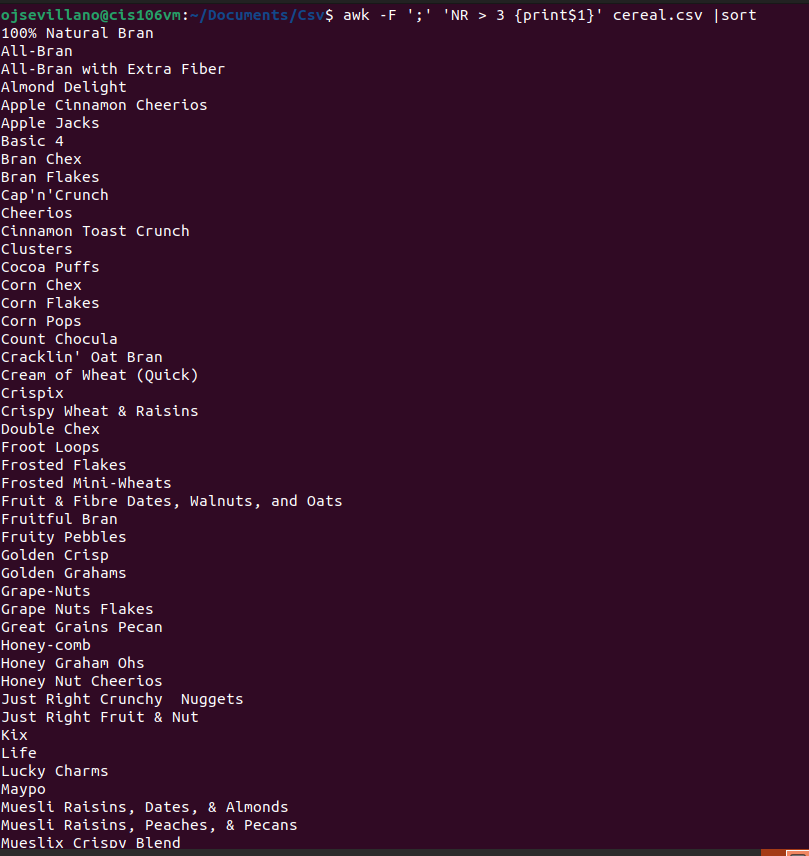 ojsevillano@cis106vm:~/Documents/Csv$ awk -F ';' 'NR > 3 {print$1}' cereal.csv |sort
100% Natural Bran
All-Bran
All-Bran with Extra Fiber
Almond Delight
Apple Cinnamon Cheerios
Apple Jacks
Basic 4
Bran Chex
Bran Flakes
Cap'n'Crunch
Cheerios
Cinnamon Toast Crunch
Clusters
Cocoa Puffs
Corn Chex
Corn Flakes
Corn Pops
Count Chocula
Cracklin' Oat Bran
Cream of Wheat (Quick)
Crispix
Crispy Wheat & Raisins
Double Chex
Froot Loops
Frosted Flakes
Frosted Mini-Wheats
Fruit & Fibre Dates, Walnuts, and Oats
Fruitful Bran
Fruity Pebbles
Golden Crisp
Golden Grahams
Grape-Nuts
Grape Nuts Flakes
Great Grains Pecan
Honey-comb
Honey Graham Ohs
Honey Nut Cheerios
Just Right Crunchy  Nuggets
Just Right Fruit & Nut
Kix
Life
Lucky Charms
Maypo
Muesli Raisins, Dates, & Almonds
Muesli Raisins, Peaches, & Pecans
Mueslix Crispy Blend